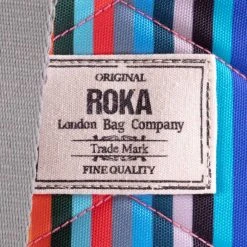 ORIGINAL
ROKA
London Bag Company
Trade Mark
FINE QUALITY